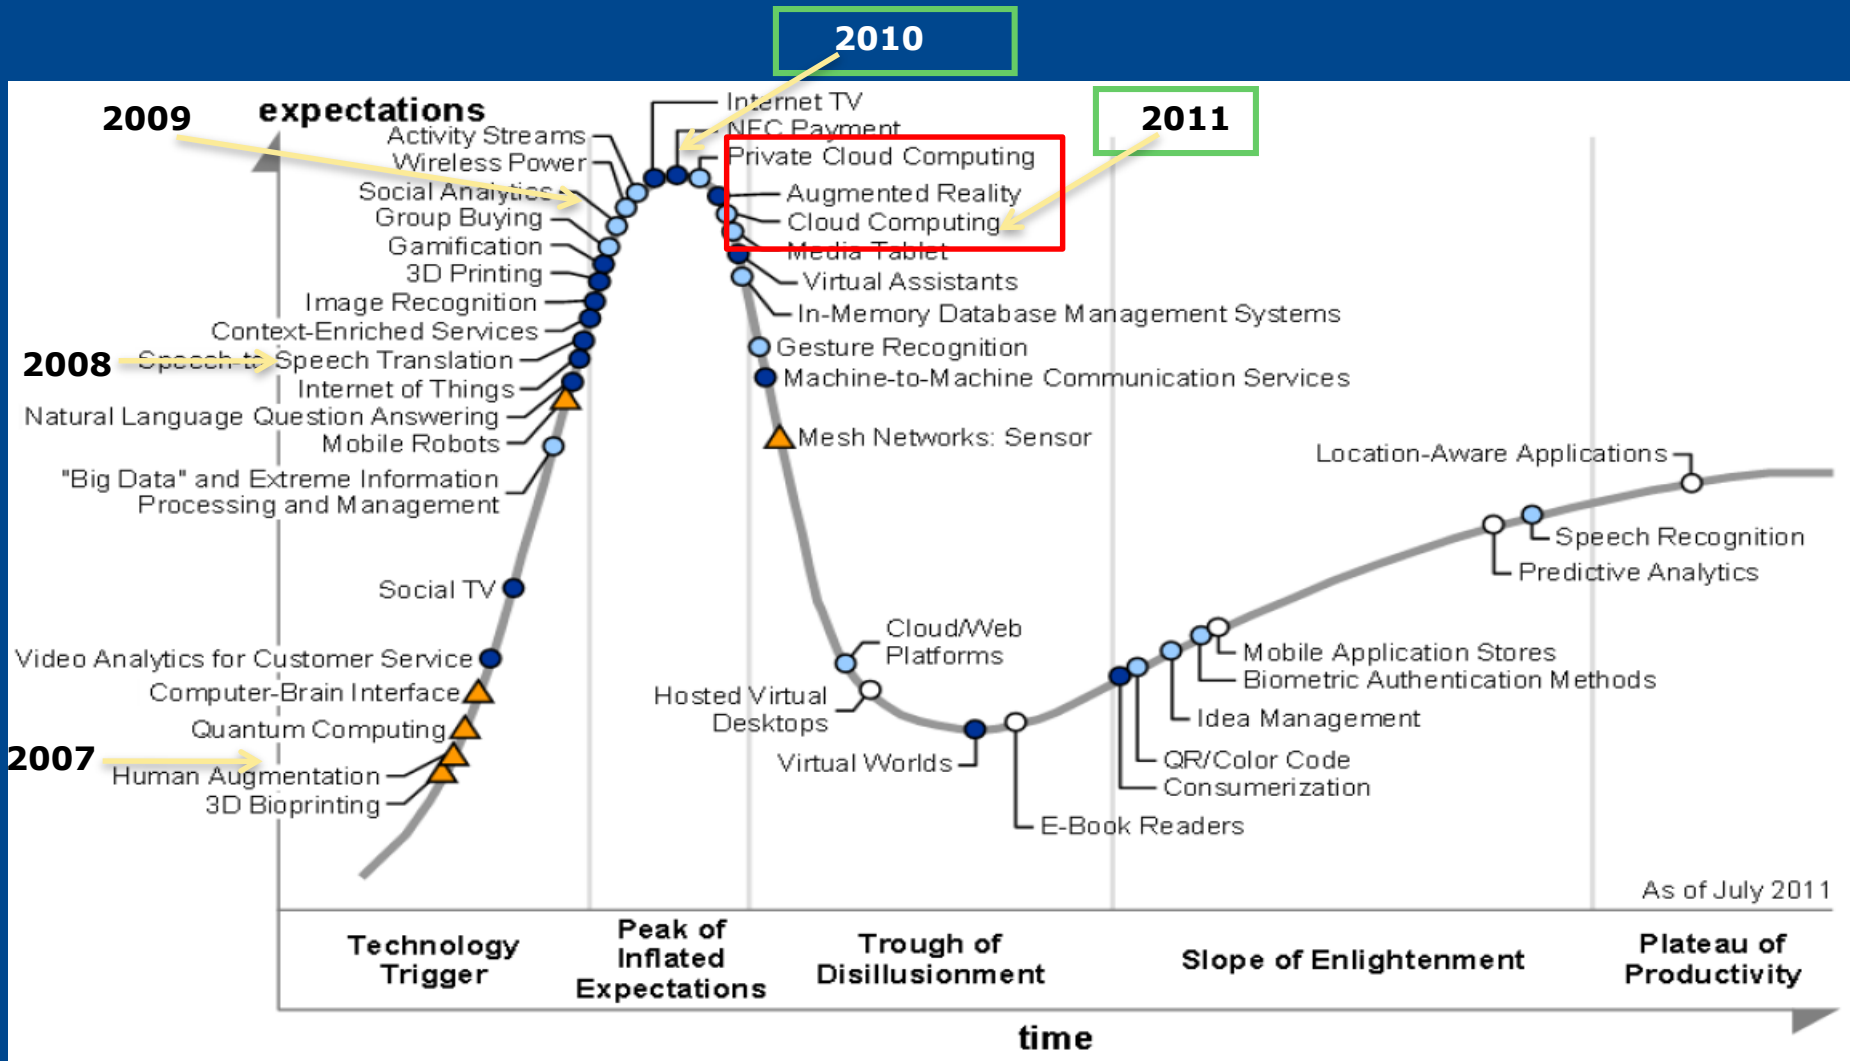 2010
2009
2011
2008
2007
expectations
Internet TV
NFC Payment
Private Cloud Computing
Augmented Reality
Cloud Computing
Media Tablet
Virtual Assistants
In-Memory Database Management Systems
Gesture Recognition
Machine-to-Machine Communication Services
Mesh Networks: Sensor
Activity Streams
Wireless Power
Social Analytics
Group Buying
Gamification
3D Printing
Image Recognition
Context-Enriched Services
Speech-to-Speech Translation
Internet of Things
Natural Language Question Answering
Mobile Robots
"Big Data" and Extreme Information
Processing and Management
Social TV
Video Analytics for Customer Service
Computer-Brain Interface
Quantum Computing
Human Augmentation
3D Bioprinting
Cloud/Web
Platforms
Hosted Virtual
Desktops
Virtual Worlds
E-Book Readers
Consumerization
QR/Color Code
Idea Management
Biometric Authentication Methods
Mobile Application Stores
Predictive Analytics
Speech Recognition
Location-Aware Applications
As of July 2011
Technology
Trigger
Peak of
Inflated
Expectations
Trough of
Disillusionment
Slope of Enlightenment
Plateau of
Productivity
time